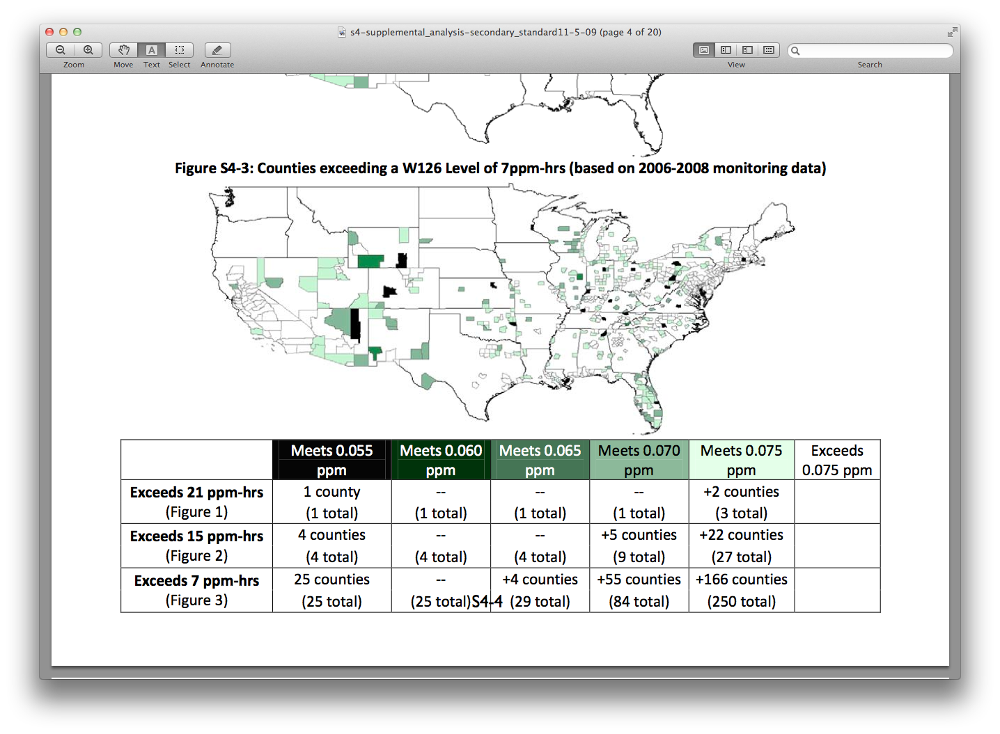 s4-supplemental_analysis-secondary_standard11-5-09 (page 4 of 20)
Zoom Move Text Select Annotate View Search
Figure S4-3: Counties exceeding a W126 Level of 7ppm-hrs (based on 2006-2008 monitoring data)
Meets 0.055 ppm Meets 0.060 ppm Meets 0.065 ppm Meets 0.070 ppm Meets 0.075 ppm Exceeds 0.075 ppm
Exceeds 21 ppm-hrs 1 county -- -- -- +2 counties
(Figure 1) (1 total) (1 total) (1 total) (1 total) (3 total)
Exceeds 15 ppm-hrs 4 counties -- -- +5 counties +22 counties
(Figure 2) (4 total) (4 total) (4 total) (9 total) (27 total)
Exceeds 7 ppm-hrs 25 counties -- +4 counties +55 counties +166 counties
(Figure 3) (25 total) (25 total) S4-4 (29 total) (84 total) (250 total)